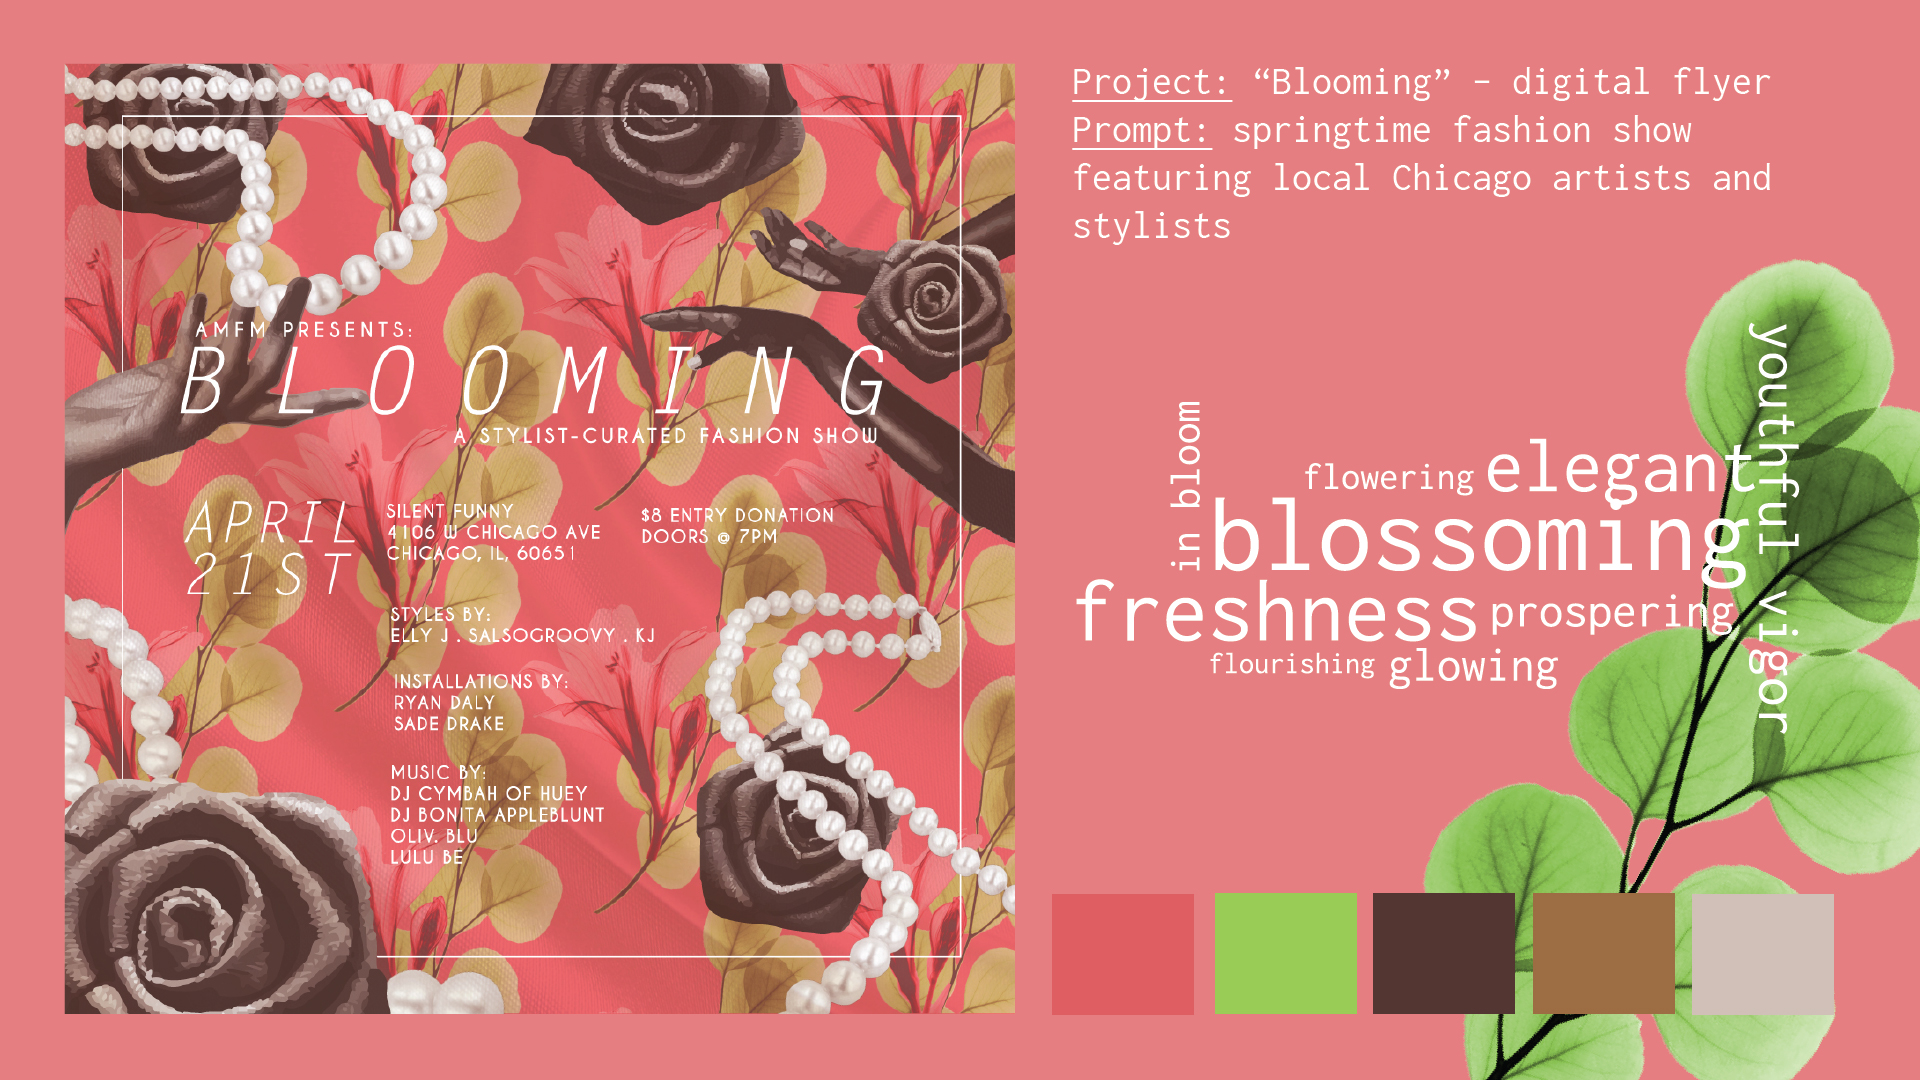 AMFM PRESENTS:
BLOOMING
A STYLIST-CURATED FASHION SHOW
APRIL
21ST
SILENT FUNNY
4106 W CHICAGO AVE
CHICAGO, IL, 60651
$8 ENTRY DONATION
DOORS @ 7PM
STYLES BY:
ELLY J . SALSOGROOVY . KJ
INSTALLATIONS BY:
RYAN DALY
SADE DRAKE
MUSIC BY:
DJ CYMBAH OF HUEY
DJ BONITA APPLEBLUNT
OLIV. BLU
LULU BE
Project: “Blooming” – digital flyer
Prompt: springtime fashion show
featuring local Chicago artists and
stylists
in bloom
flowering
elegant
youthful vigor
blossoming
freshness
prospering
flourishing
glowing